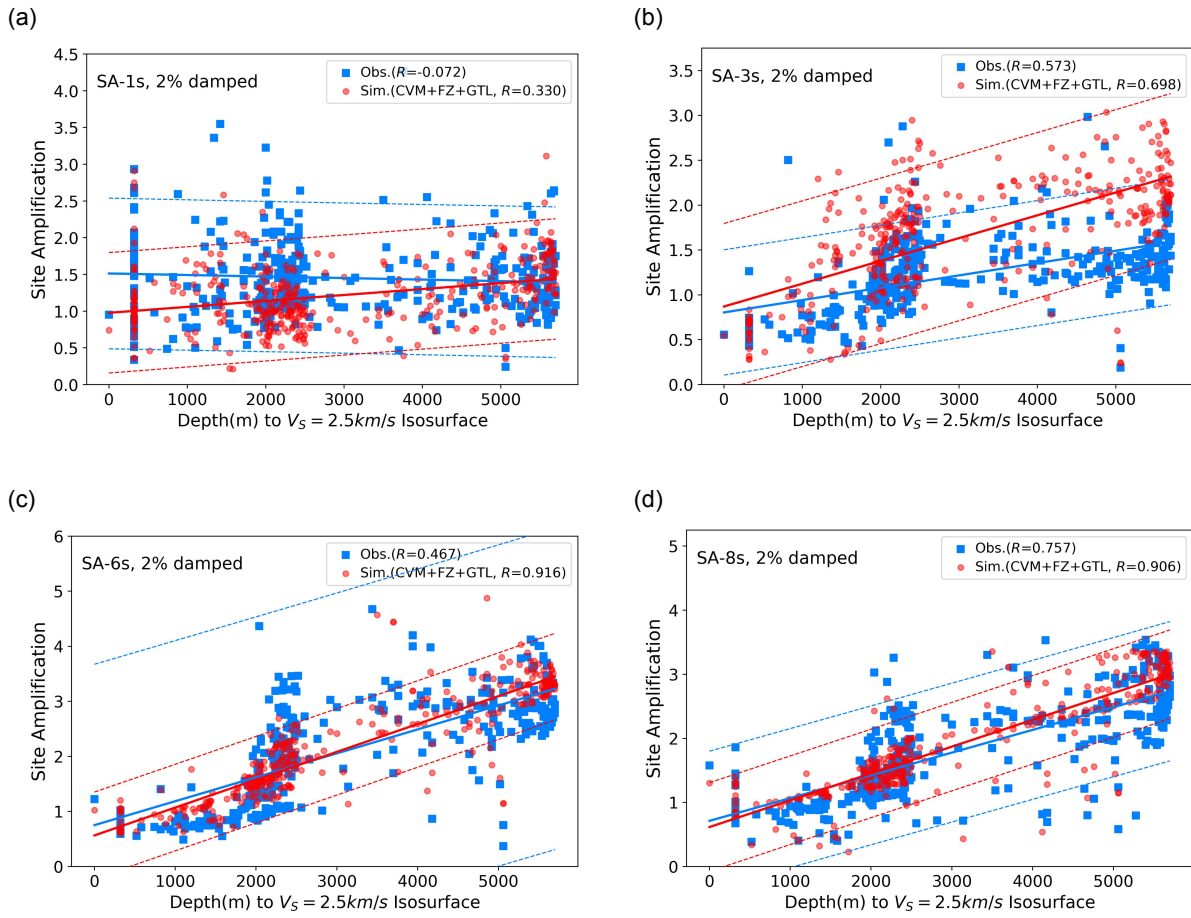 (a)
SA-1s, 2% damped
Obs.(R=-0.072)
Sim.(CVM+FZ+GTL, R=0.330)
4.5
4.0
3.5
3.0
2.5
2.0
1.5
1.0
0.5
0.0
Site Amplification
0 1000 2000 3000 4000 5000
Depth(m) to V_S = 2.5km/s Isosurface
(b)
SA-3s, 2% damped
Obs.(R=0.573)
Sim.(CVM+FZ+GTL, R=0.698)
3.5
3.0
2.5
2.0
1.5
1.0
0.5
0.0
Site Amplification
0 1000 2000 3000 4000 5000
Depth(m) to V_S = 2.5km/s Isosurface
(c)
SA-6s, 2% damped
Obs.(R=0.467)
Sim.(CVM+FZ+GTL, R=0.916)
6
5
4
3
2
1
0
Site Amplification
0 1000 2000 3000 4000 5000
Depth(m) to V_S = 2.5km/s Isosurface
(d)
SA-8s, 2% damped
Obs.(R=0.757)
Sim.(CVM+FZ+GTL, R=0.906)
5
4
3
2
1
0
Site Amplification
0 1000 2000 3000 4000 5000
Depth(m) to V_S = 2.5km/s Isosurface